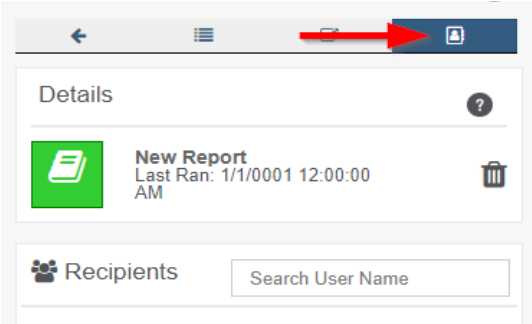 Details
New Report
Last Ran: 1/1/0001 12:00:00
AM
Recipients
Search User Name